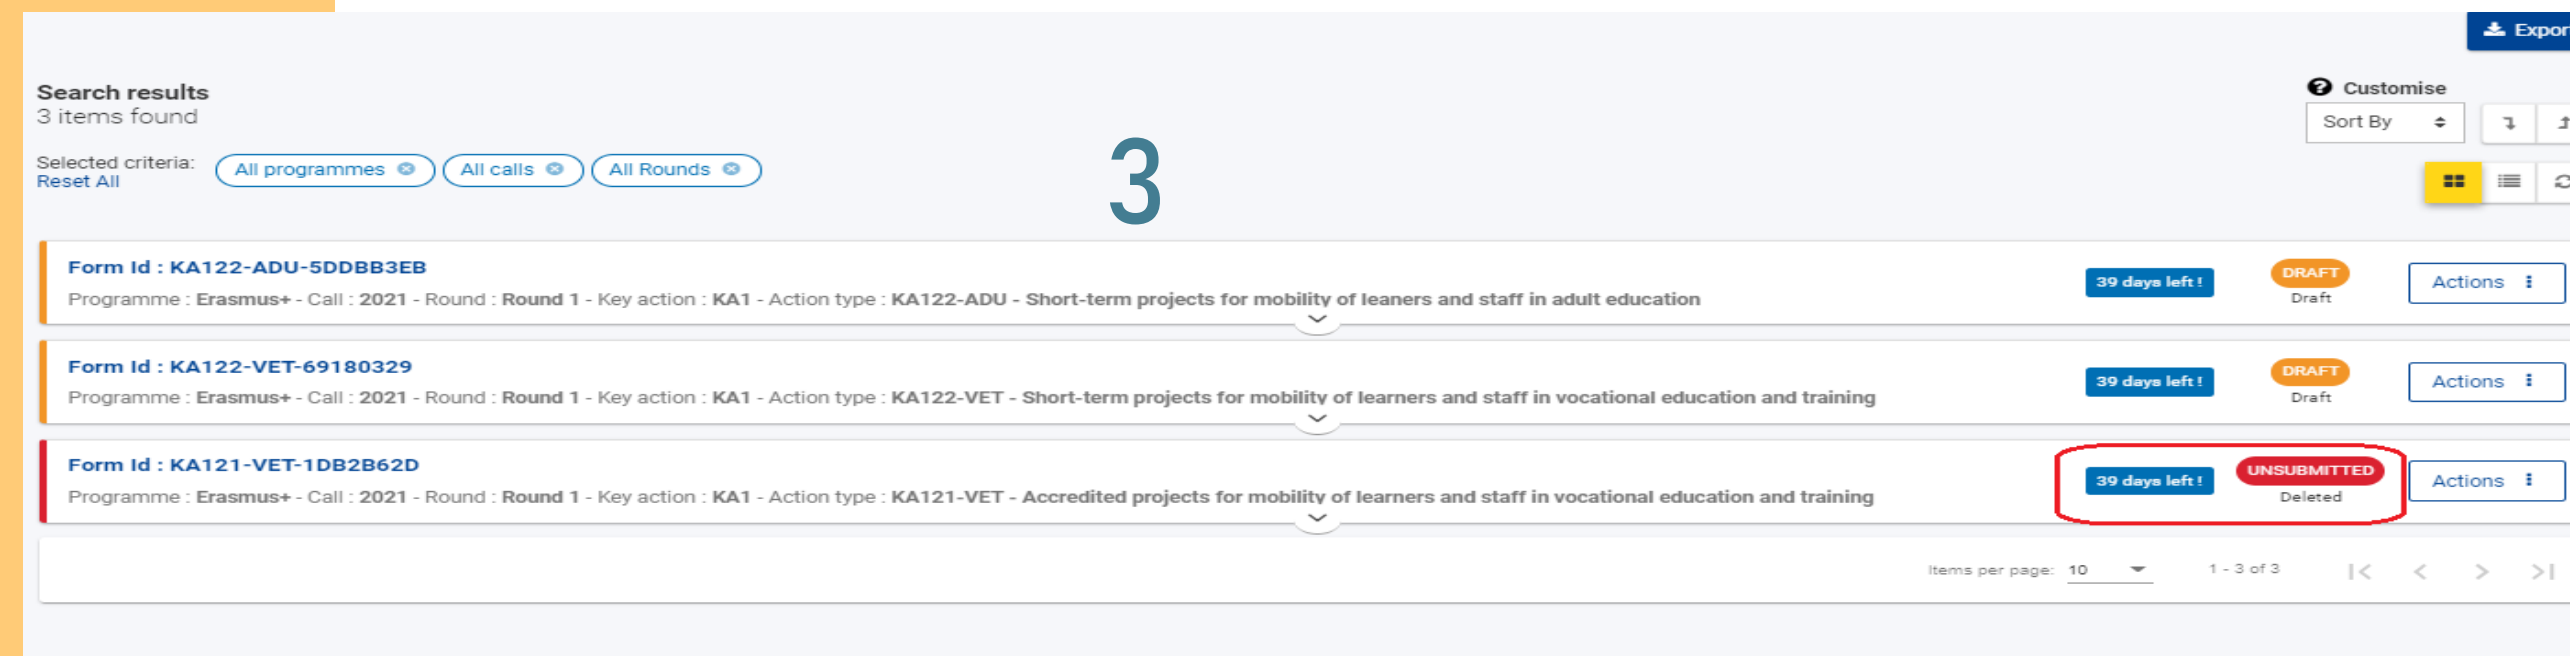 Export
Search results
3 items found
Customise
Sort By
Selected criteria:
Reset All
All programmes
All calls
All Rounds
3
Form Id : KA122-ADU-5DDBB3EB
Programme : Erasmus+ - Call : 2021 - Round : Round 1 - Key action : KA1 - Action type : KA122-ADU - Short-term projects for mobility of leaners and staff in adult education
39 days left !
DRAFT
Draft
Actions
Form Id : KA122-VET-69180329
Programme : Erasmus+ - Call : 2021 - Round : Round 1 - Key action : KA1 - Action type : KA122-VET - Short-term projects for mobility of learners and staff in vocational education and training
39 days left !
DRAFT
Draft
Actions
Form Id : KA121-VET-1DB2B62D
Programme : Erasmus+ - Call : 2021 - Round : Round 1 - Key action : KA1 - Action type : KA121-VET - Accredited projects for mobility of learners and staff in vocational education and training
39 days left !
UNSUBMITTED
Deleted
Actions
Items per page: 10
1 - 3 of 3